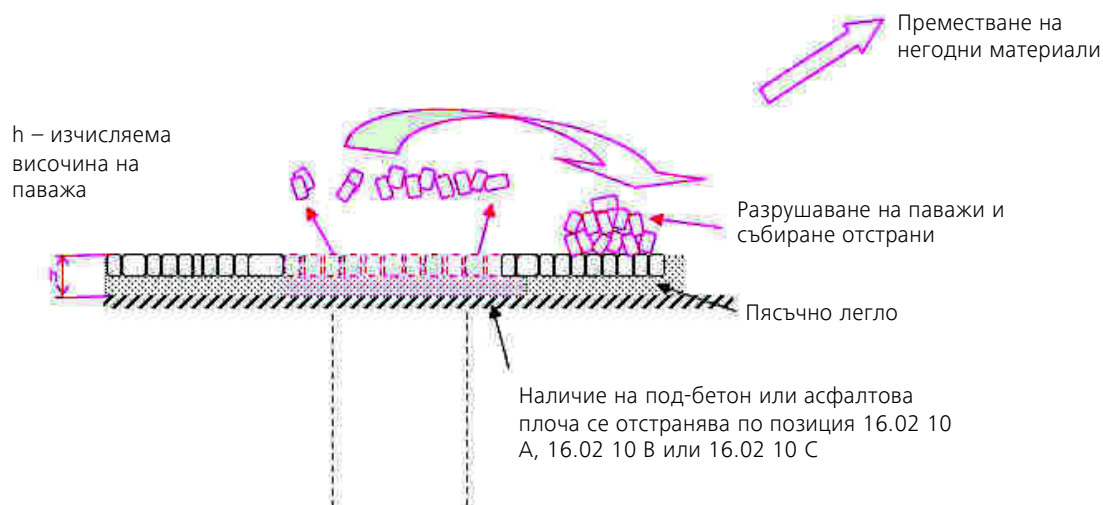 Преместване на
негодни материали
h – изчисляема
височина на
паважа
Разрушаване на паважи и
събиране отстрани
h
Пясъчно легло
Наличие на под-бетон или асфалтова
плоча се отстранява по позиция 16.02 10
А, 16.02 10 В или 16.02 10 С